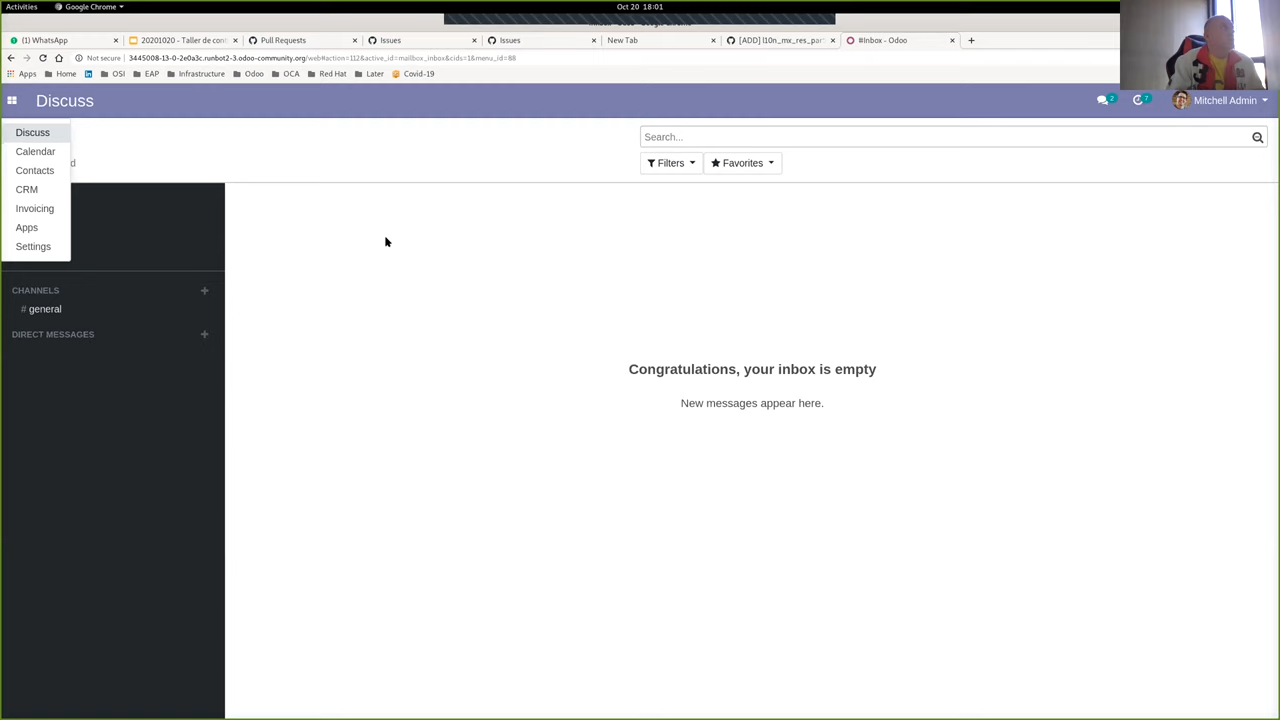 Activities
Google Chrome
Oct 20 18:01
(1) WhatsApp
20201020 - Taller de con
Pull Requests
Issues
Issues
New Tab
[ADD] l10n_mx_res_par
#Inbox - Odoo
Not secure
3445008-13-0-2e0a3c.runbot2-3.odoo-community.org/web#action=112&active_id=mailbox_inbox&cids=1&menu_id=88
Apps
Home
OSI
EAP
Infrastructure
Odoo
OCA
Red Hat
Later
Covid-19
Discuss
2
7
Mitchell Admin
Discuss
Calendar
Contacts
CRM
Invoicing
Apps
Settings
d
Search...
Filters
Favorites
CHANNELS
# general
DIRECT MESSAGES
Congratulations, your inbox is empty
New messages appear here.